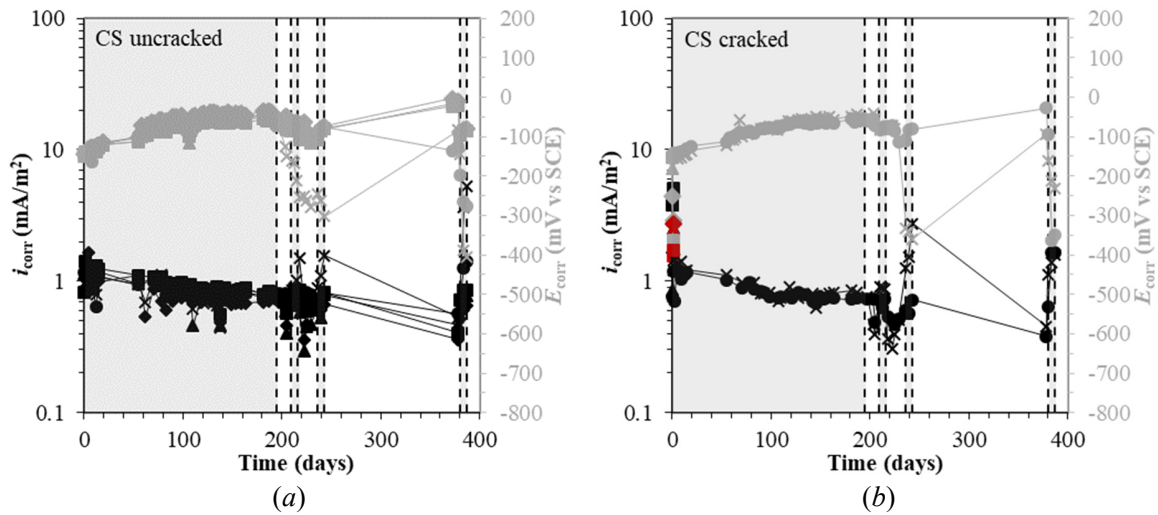 100
10
1
0.1
i_corr (mA/m²)
CS uncracked
200
100
0
-100
-200
-300
-400
-500
-600
-700
-800
E_corr (mV vs SCE)
0 100 200 300 400
Time (days)
(a)
100
10
1
0.1
i_corr (mA/m²)
CS cracked
200
100
0
-100
-200
-300
-400
-500
-600
-700
-800
E_corr (mV vs SCE)
0 100 200 300 400
Time (days)
(b)